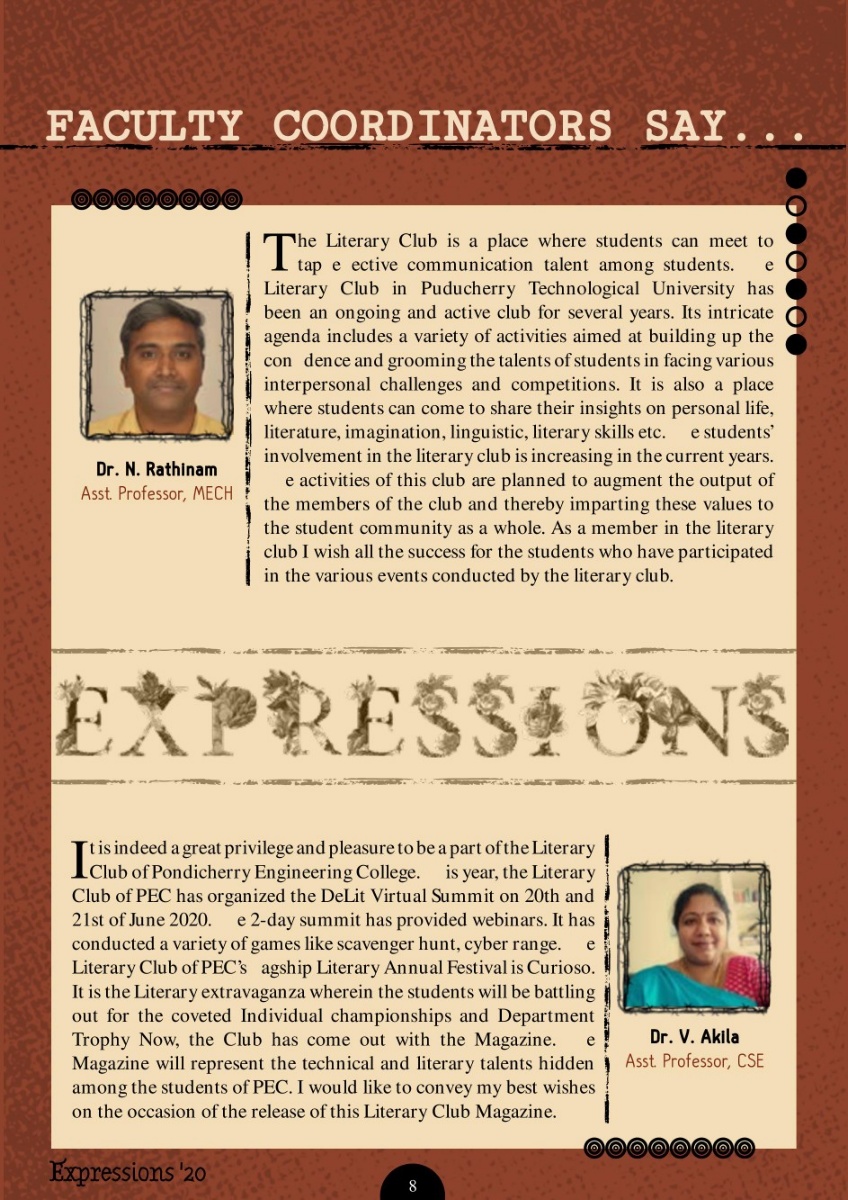 FACULTY COORDINATORS SAY...
The Literary Club is a place where students can meet to
tap e ective communication talent among students. e
Literary Club in Puducherry Technological University has
been an ongoing and active club for several years. Its intricate
agenda includes a variety of activities aimed at building up the
con dence and grooming the talents of students in facing various
interpersonal challenges and competitions. It is also a place
where students can come to share their insights on personal life,
literature, imagination, linguistic, literary skills etc. e students’
involvement in the literary club is increasing in the current years.
e activities of this club are planned to augment the output of
the members of the club and thereby imparting these values to
the student community as a whole. As a member in the literary
club I wish all the success for the students who have participated
in the various events conducted by the literary club.
Dr. N. Rathinam
Asst. Professor, MECH
EXPRESSIONS
It is indeed a great privilege and pleasure to be a part of the Literary
Club of Pondicherry Engineering College. is year, the Literary
Club of PEC has organized the DeLit Virtual Summit on 20th and
21st of June 2020. e 2-day summit has provided webinars. It has
conducted a variety of games like scavenger hunt, cyber range. e
Literary Club of PEC’s agship Literary Annual Festival is Curioso.
It is the Literary extravaganza wherein the students will be battling
out for the coveted Individual championships and Department
Trophy Now, the Club has come out with the Magazine. e
Magazine will represent the technical and literary talents hidden
among the students of PEC. I would like to convey my best wishes
on the occasion of the release of this Literary Club Magazine.
Dr. V. Akila
Asst. Professor, CSE
Expressions '20
8